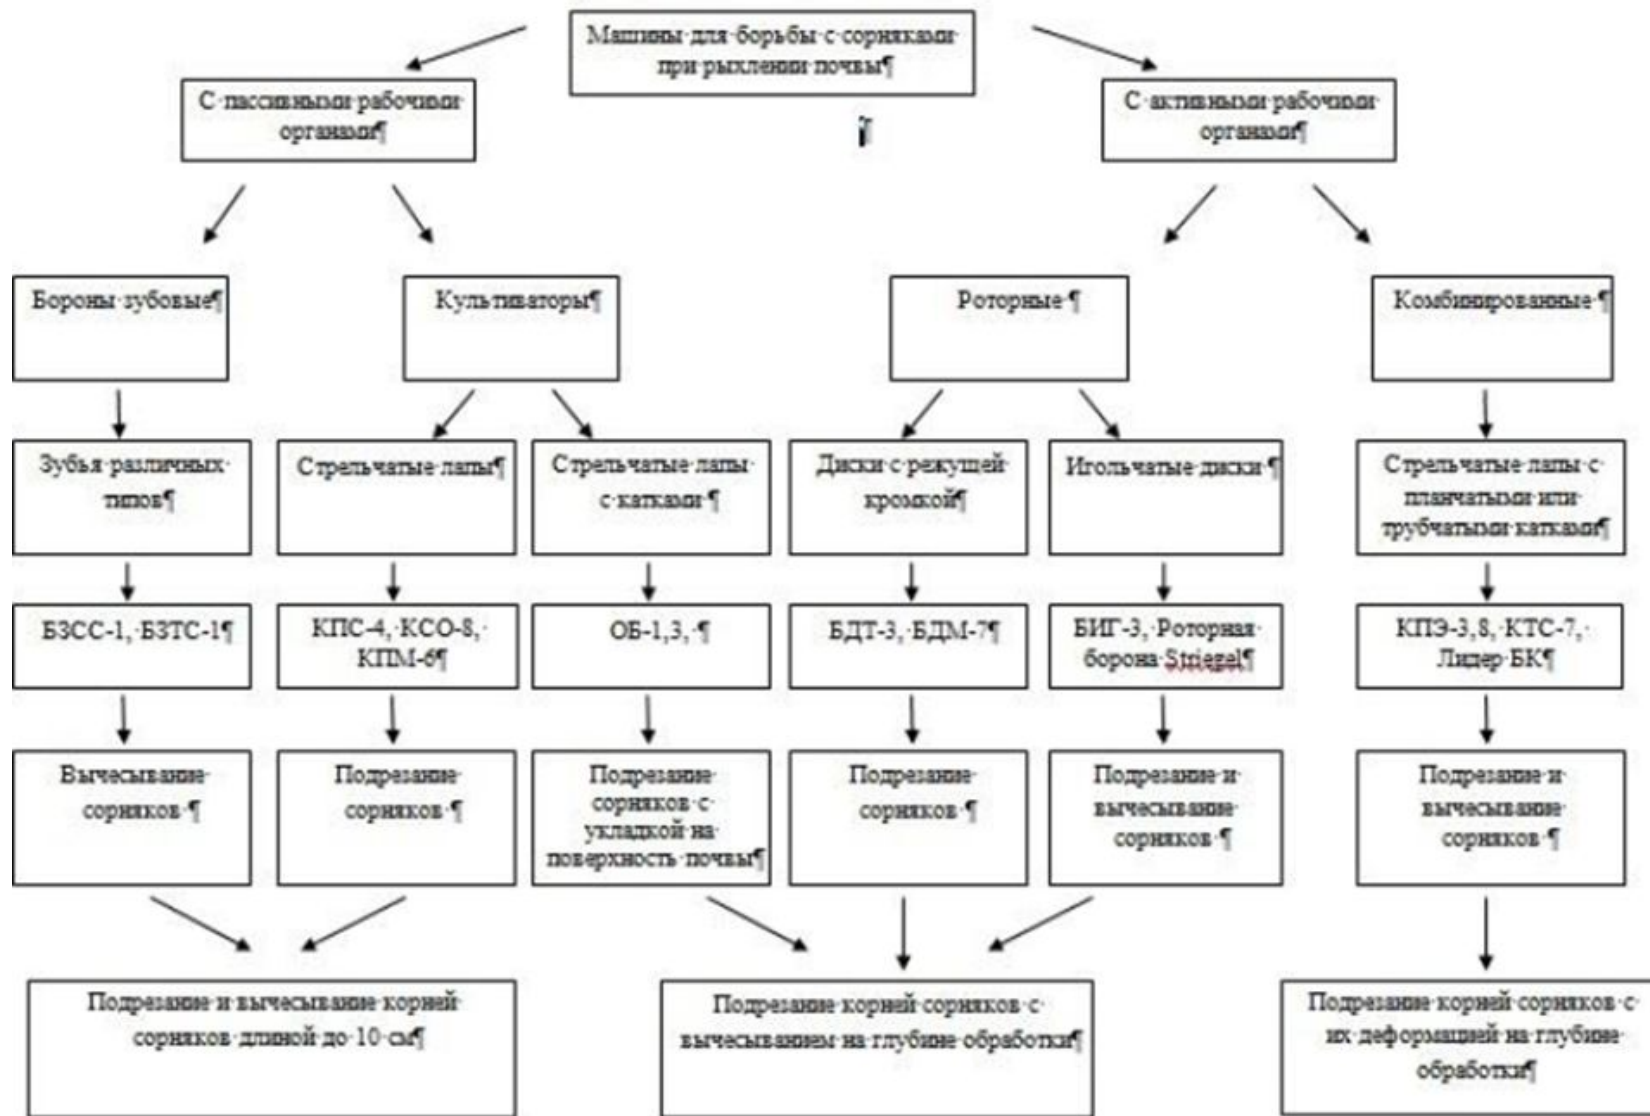 Машины для борьбы с сорняками
при рыхлении почвы¶
С пассивными рабочими
органами¶
С активными рабочими
органами¶
¶
Бороны зубовые¶
Культиваторы¶
Роторные ¶
Комбинированные ¶
Зубья различных
типов¶
Стрельчатые лапы¶
Стрельчатые лапы
с катками ¶
Диски с режущей
кромкой¶
Игольчатые диски ¶
Стрельчатые лапы с
планчатыми или
трубчатыми катками¶
БЗСС-1, БЗТС-1¶
КПС-4, КСО-8,
КПМ-6¶
ОБ-1,3, ¶
БДТ-3, БДМ-7¶
БИГ-3, Роторная
борона Striegel¶
КПЭ-3,8, КТС-7,
Лидер БК¶
Вычесывание
сорняков ¶
Подрезание
сорняков ¶
Подрезание
сорняков с
укладкой на
поверхность почвы¶
Подрезание
сорняков ¶
Подрезание и
вычесывание
сорняков ¶
Подрезание и
вычесывание
сорняков ¶
Подрезание и вычесывание корней
сорняков длиной до 10 см¶
Подрезание корней сорняков с
вычесыванием на глубине обработки¶
Подрезание корней сорняков с
их деформацией на глубине
обработки¶